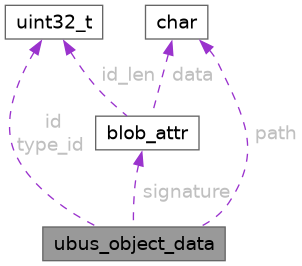 uint32_t
char
id_len
data
id
type_id
blob_attr
path
signature
ubus_object_data